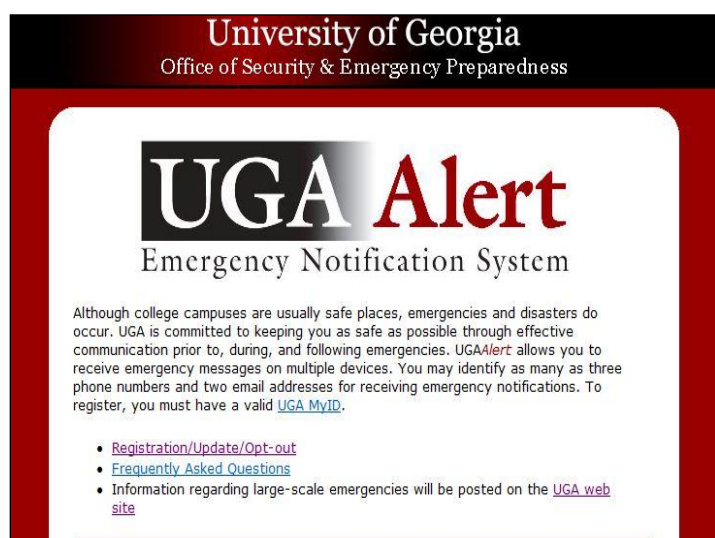 University of Georgia
Office of Security & Emergency Preparedness
UGA Alert
Emergency Notification System
Although college campuses are usually safe places, emergencies and disasters do
occur. UGA is committed to keeping you as safe as possible through effective
communication prior to, during, and following emergencies. UGAAlert allows you to
receive emergency messages on multiple devices. You may identify as many as three
phone numbers and two email addresses for receiving emergency notifications. To
register, you must have a valid UGA MyID.
• Registration/Update/Opt-out
• Frequently Asked Questions
• Information regarding large-scale emergencies will be posted on the UGA web
site